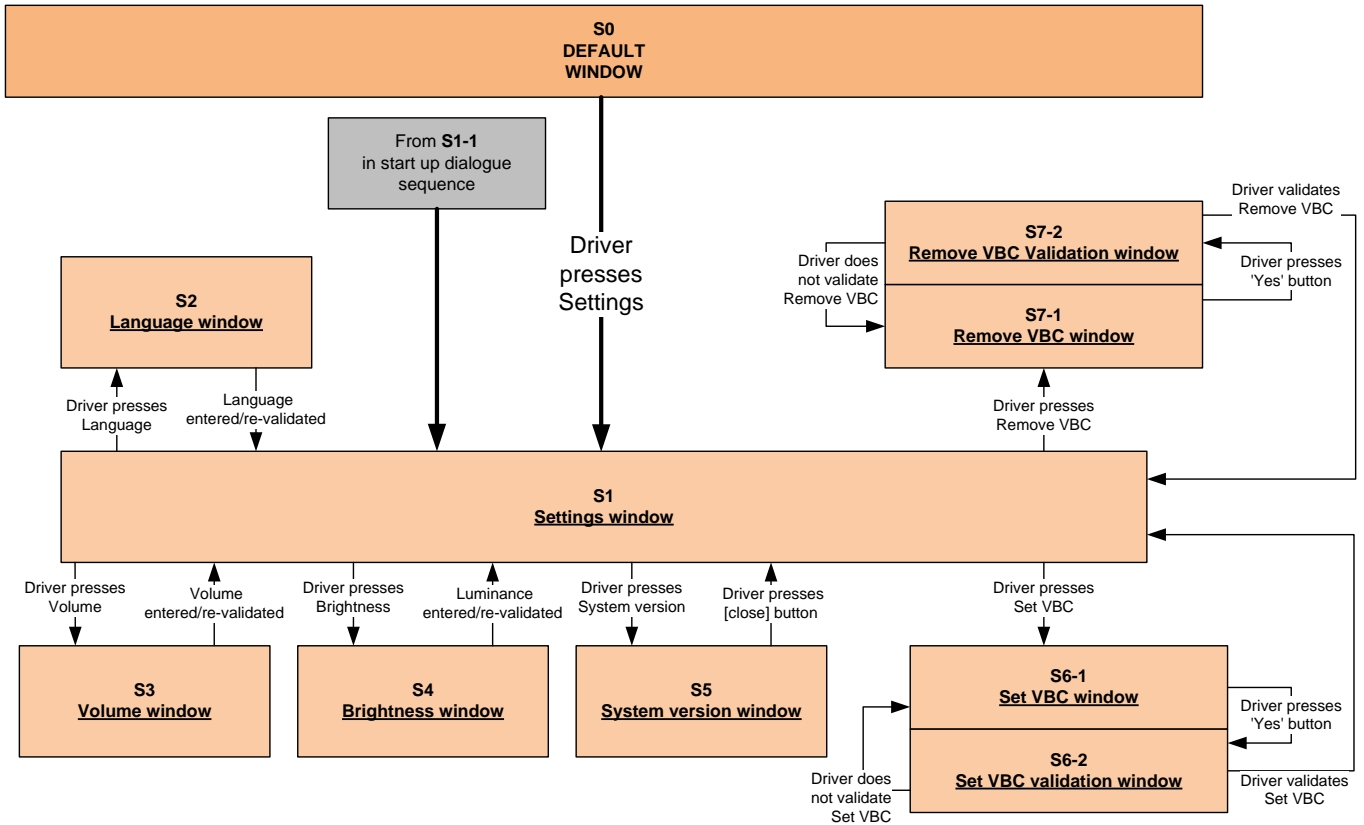 S0
DEFAULT
WINDOW
From S1-1
in start up dialogue
sequence
Driver
presses
Settings
Driver validates
Remove VBC
S7-2
Remove VBC Validation window
Driver does
not validate
Remove VBC
Driver presses
'Yes' button
S7-1
Remove VBC window
S2
Language window
Driver presses
Language
Language
entered/re-validated
Driver presses
Remove VBC
S1
Settings window
Driver presses
Volume
Volume
entered/re-validated
Driver presses
Brightness
Luminance
entered/re-validated
Driver presses
System version
Driver presses
[close] button
Driver presses
Set VBC
S3
Volume window
S4
Brightness window
S5
System version window
S6-1
Set VBC window
Driver presses
'Yes' button
S6-2
Set VBC validation window
Driver does
not validate
Set VBC
Driver validates
Set VBC